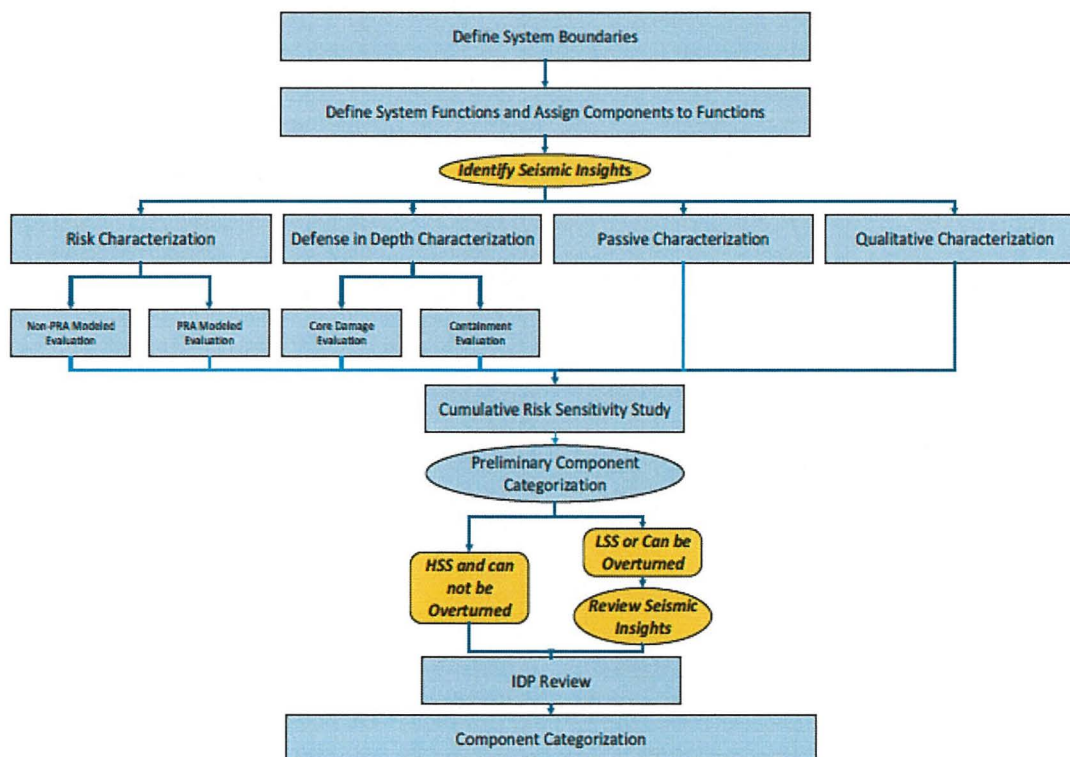 Define System Boundaries
Define System Functions and Assign Components to Functions
Identify Seismic Insights
Risk Characterization
Defense in Depth Characterization
Passive Characterization
Qualitative Characterization
Non-PRA Modeled
Evaluation
PRA Modeled
Evaluation
Core Damage
Evaluation
Containment
Evaluation
Cumulative Risk Sensitivity Study
Preliminary Component
Categorization
HSS and can
not be
Overturned
LSS or Can be
Overturned
Review Seismic
Insights
IDP Review
Component Categorization